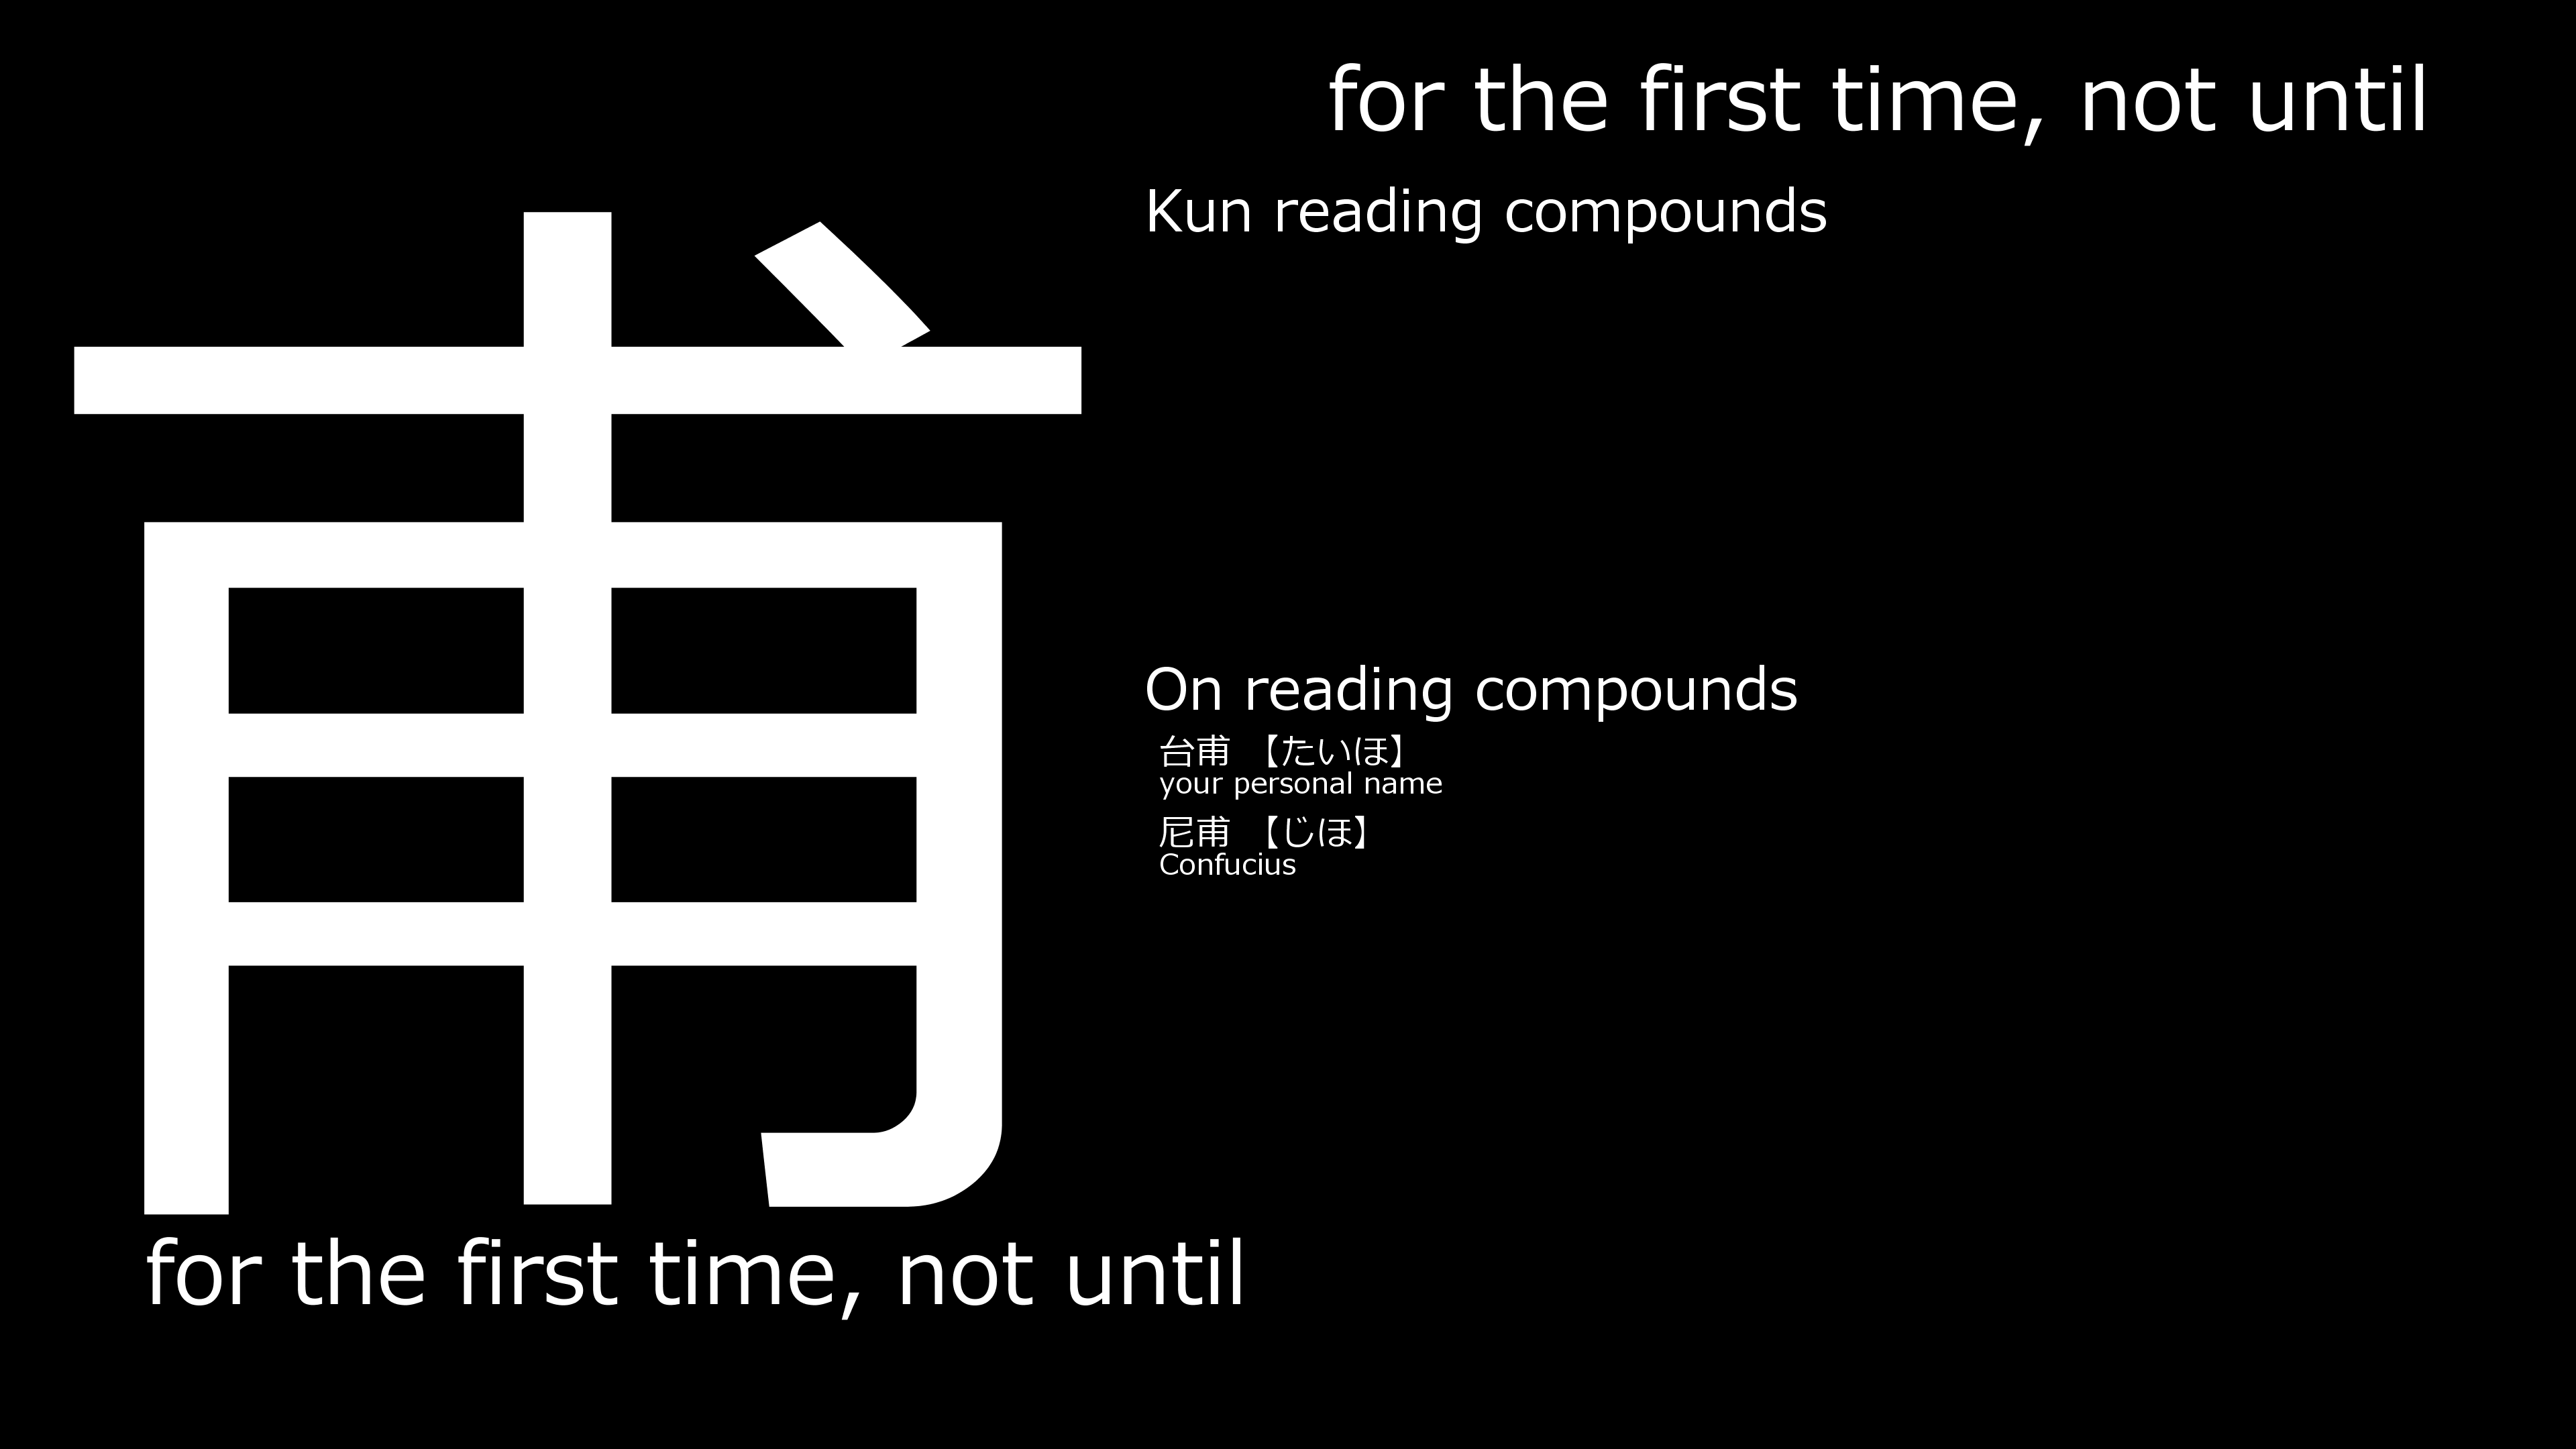 for the first time, not until
Kun reading compounds
甫
On reading compounds
台甫 【たいほ】
your personal name
尼甫 【じほ】
Confucius
for the first time, not until